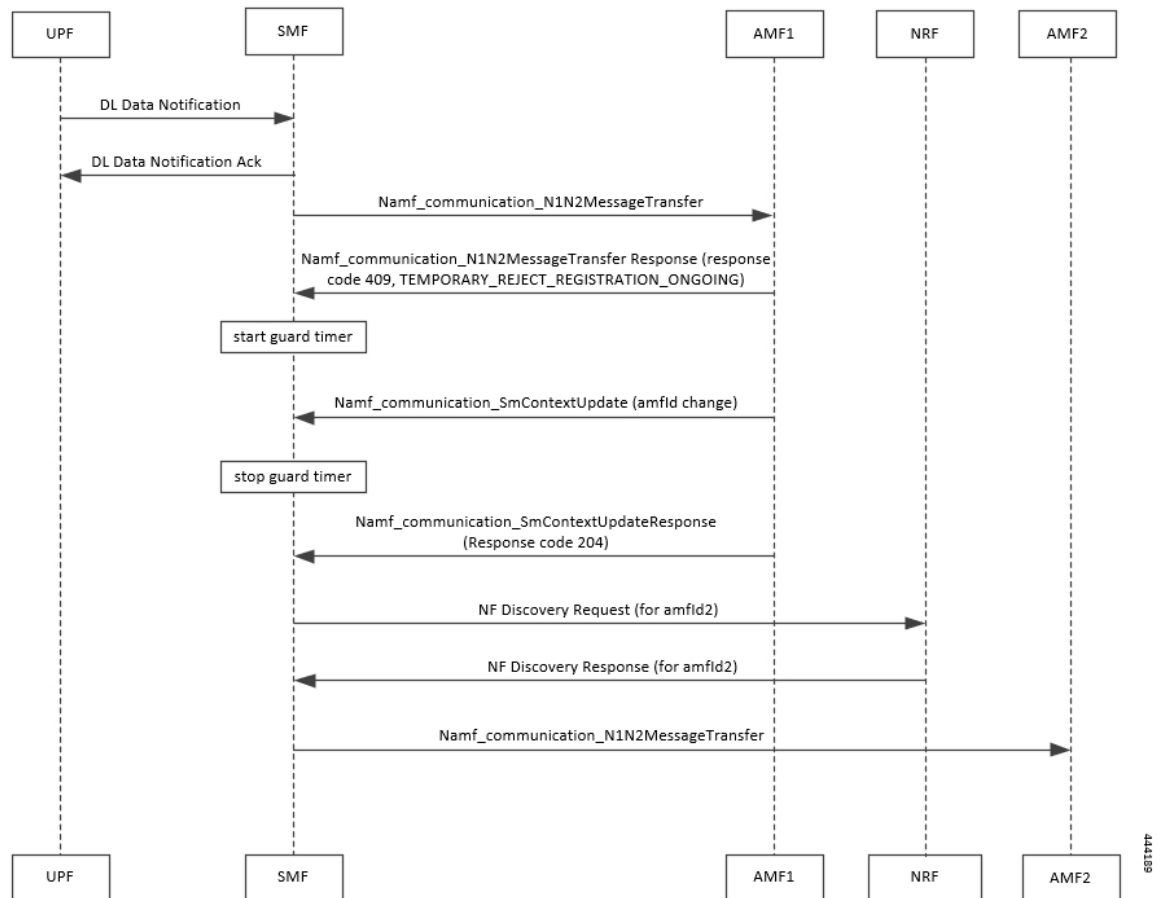 UPF
SMF
AMF1
NRF
AMF2
DL Data Notification
DL Data Notification Ack
Namf_communication_N1N2MessageTransfer
Namf_communication_N1N2MessageTransfer Response (response
code 409, TEMPORARY_REJECT_REGISTRATION_ONGOING)
start guard timer
Namf_communication_SmContextUpdate (amfId change)
stop guard timer
Namf_communication_SmContextUpdateResponse
(Response code 204)
NF Discovery Request (for amfId2)
NF Discovery Response (for amfId2)
Namf_communication_N1N2MessageTransfer
UPF
SMF
AMF1
NRF
AMF2
444189